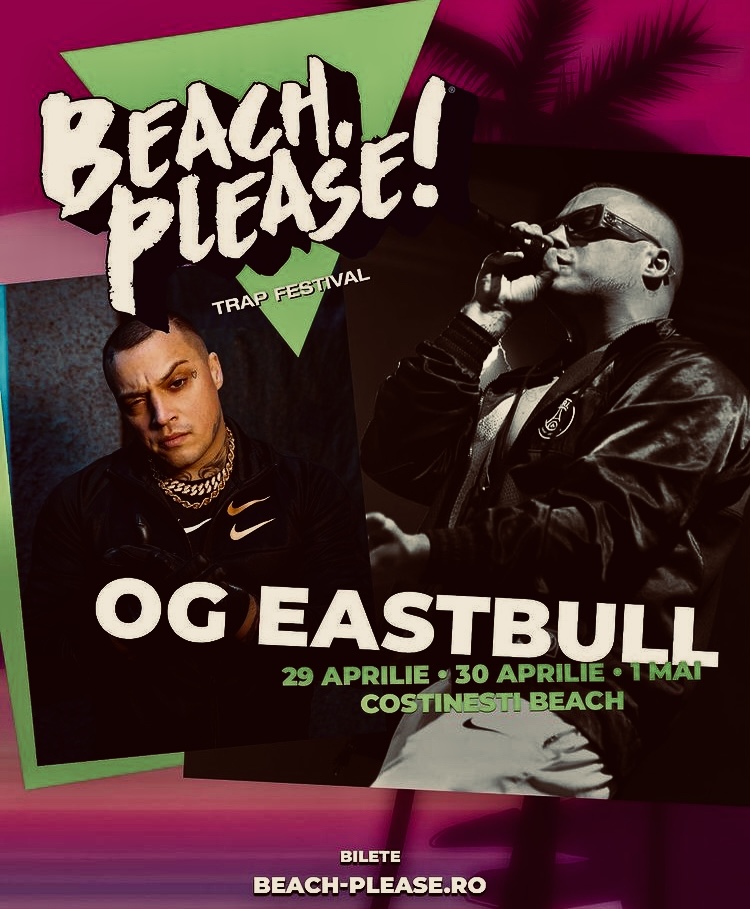 BEACH,
PLEASE!
®
TRAP FESTIVAL
OG EASTBULL
29 APRILIE • 30 APRILIE • 1 MAI
COSTINESTI BEACH
BILETE
BEACH-PLEASE.RO